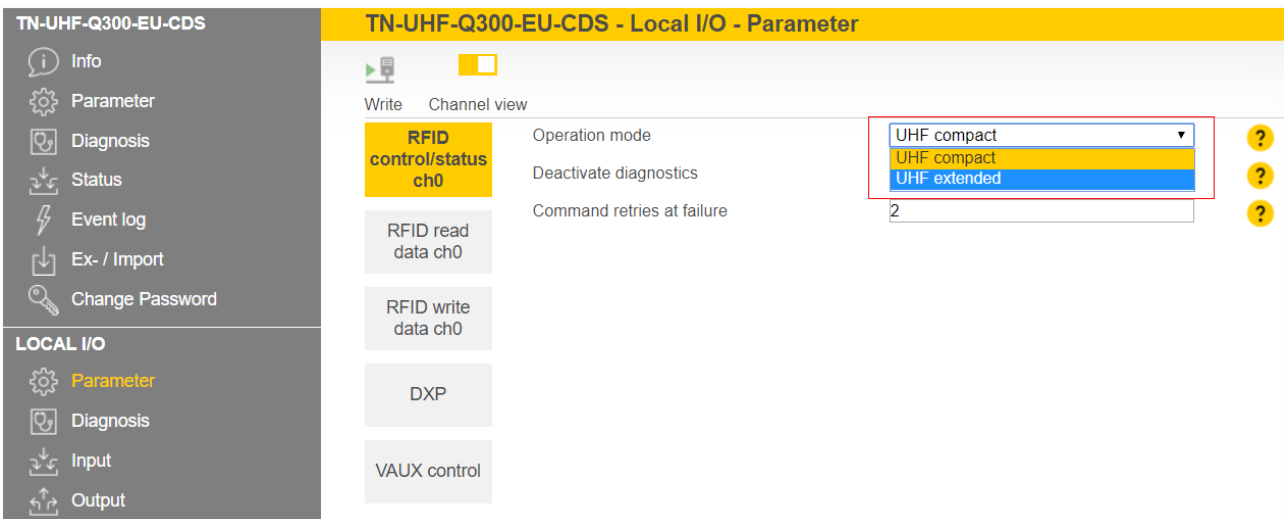 TN-UHF-Q300-EU-CDS
Info
Parameter
Diagnosis
Status
Event log
Ex- / Import
Change Password
LOCAL I/O
Parameter
Diagnosis
Input
Output
TN-UHF-Q300-EU-CDS - Local I/O - Parameter
Write Channel view
RFID
control/status
ch0
RFID read
data ch0
RFID write
data ch0
DXP
VAUX control
Operation mode UHF compact ?
UHF compact
UHF extended
Deactivate diagnostics ?
Command retries at failure 2 ?